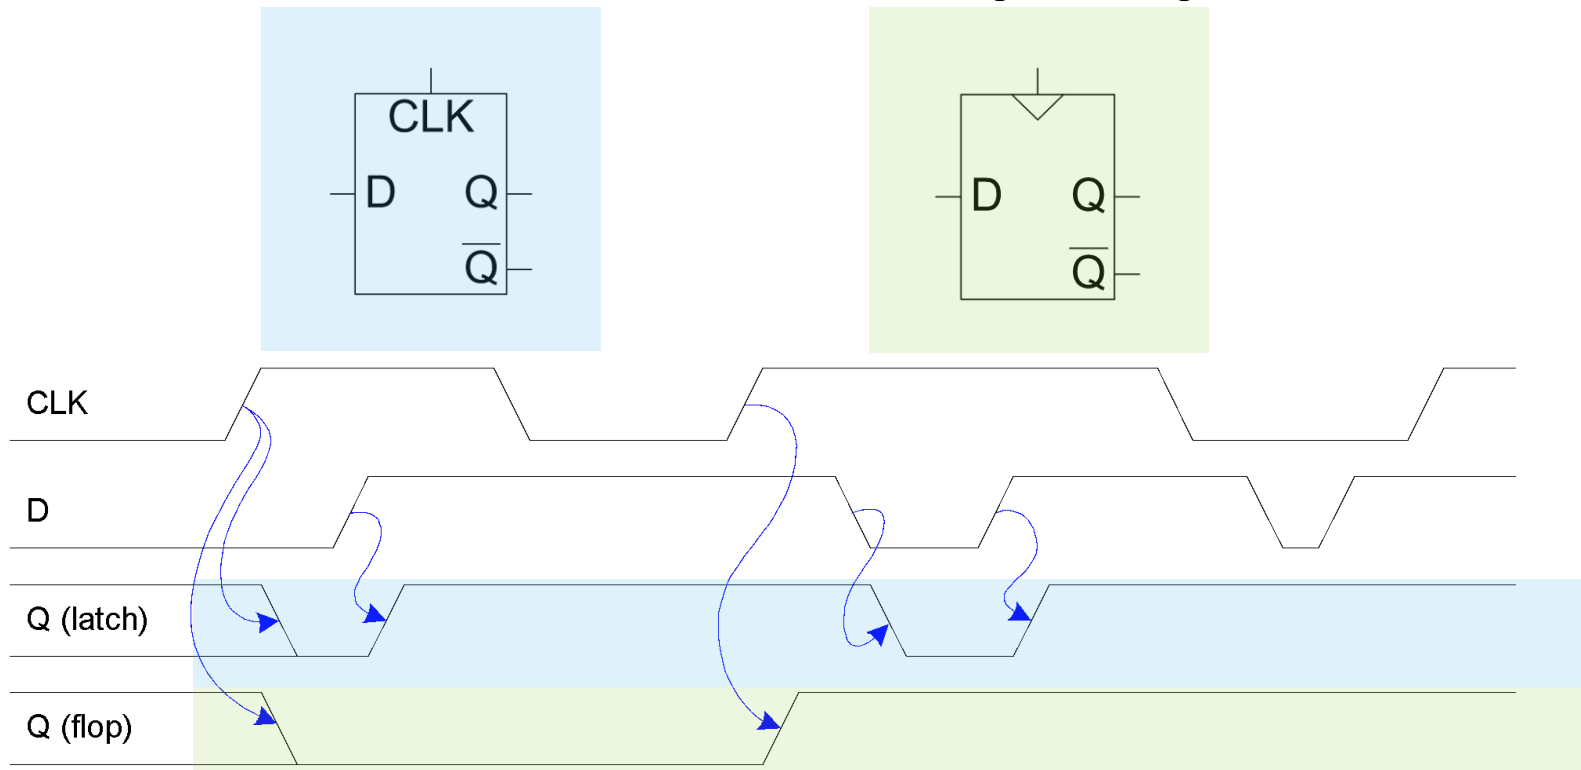 CLK
D Q
Q̅
D Q
Q̅
CLK
D
Q (latch)
Q (flop)